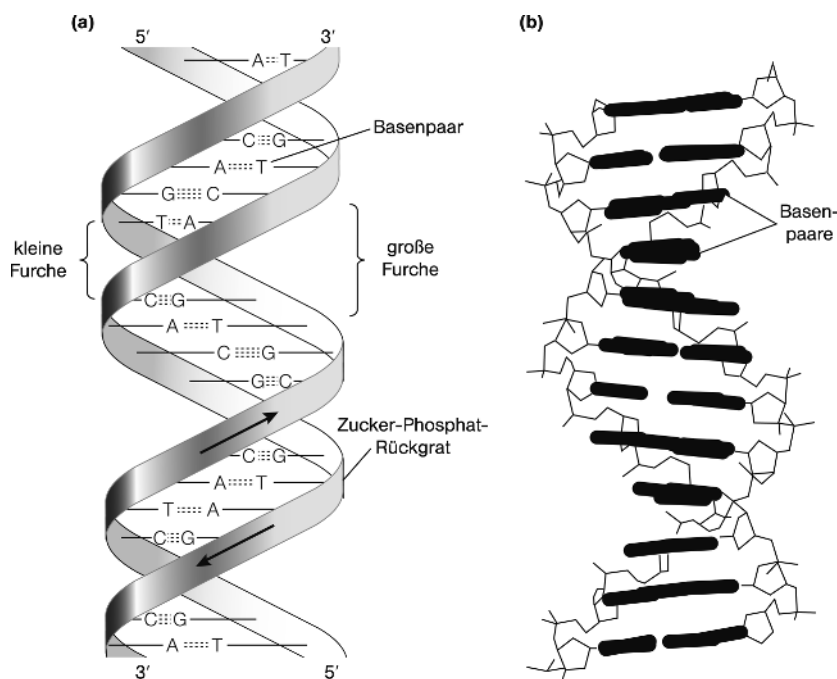 (a)
5′ 3′
A T
C G
Basenpaar
A T
G C
T A
kleine
Furche
große
Furche
C G
A T
C G
G C
Zucker-Phosphat-
Rückgrat
C G
A T
T A
C G
C G
A T
3′ 5′
(b)
Basen-
paare